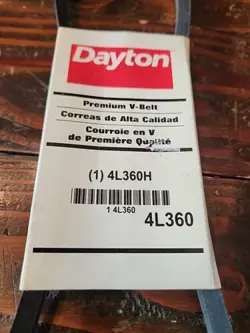 Dayton
Premium V-Belt
Correas de Alta Calidad
Courroie en V
de Première Qualité
(1) 4L360H
1 4L360
4L360